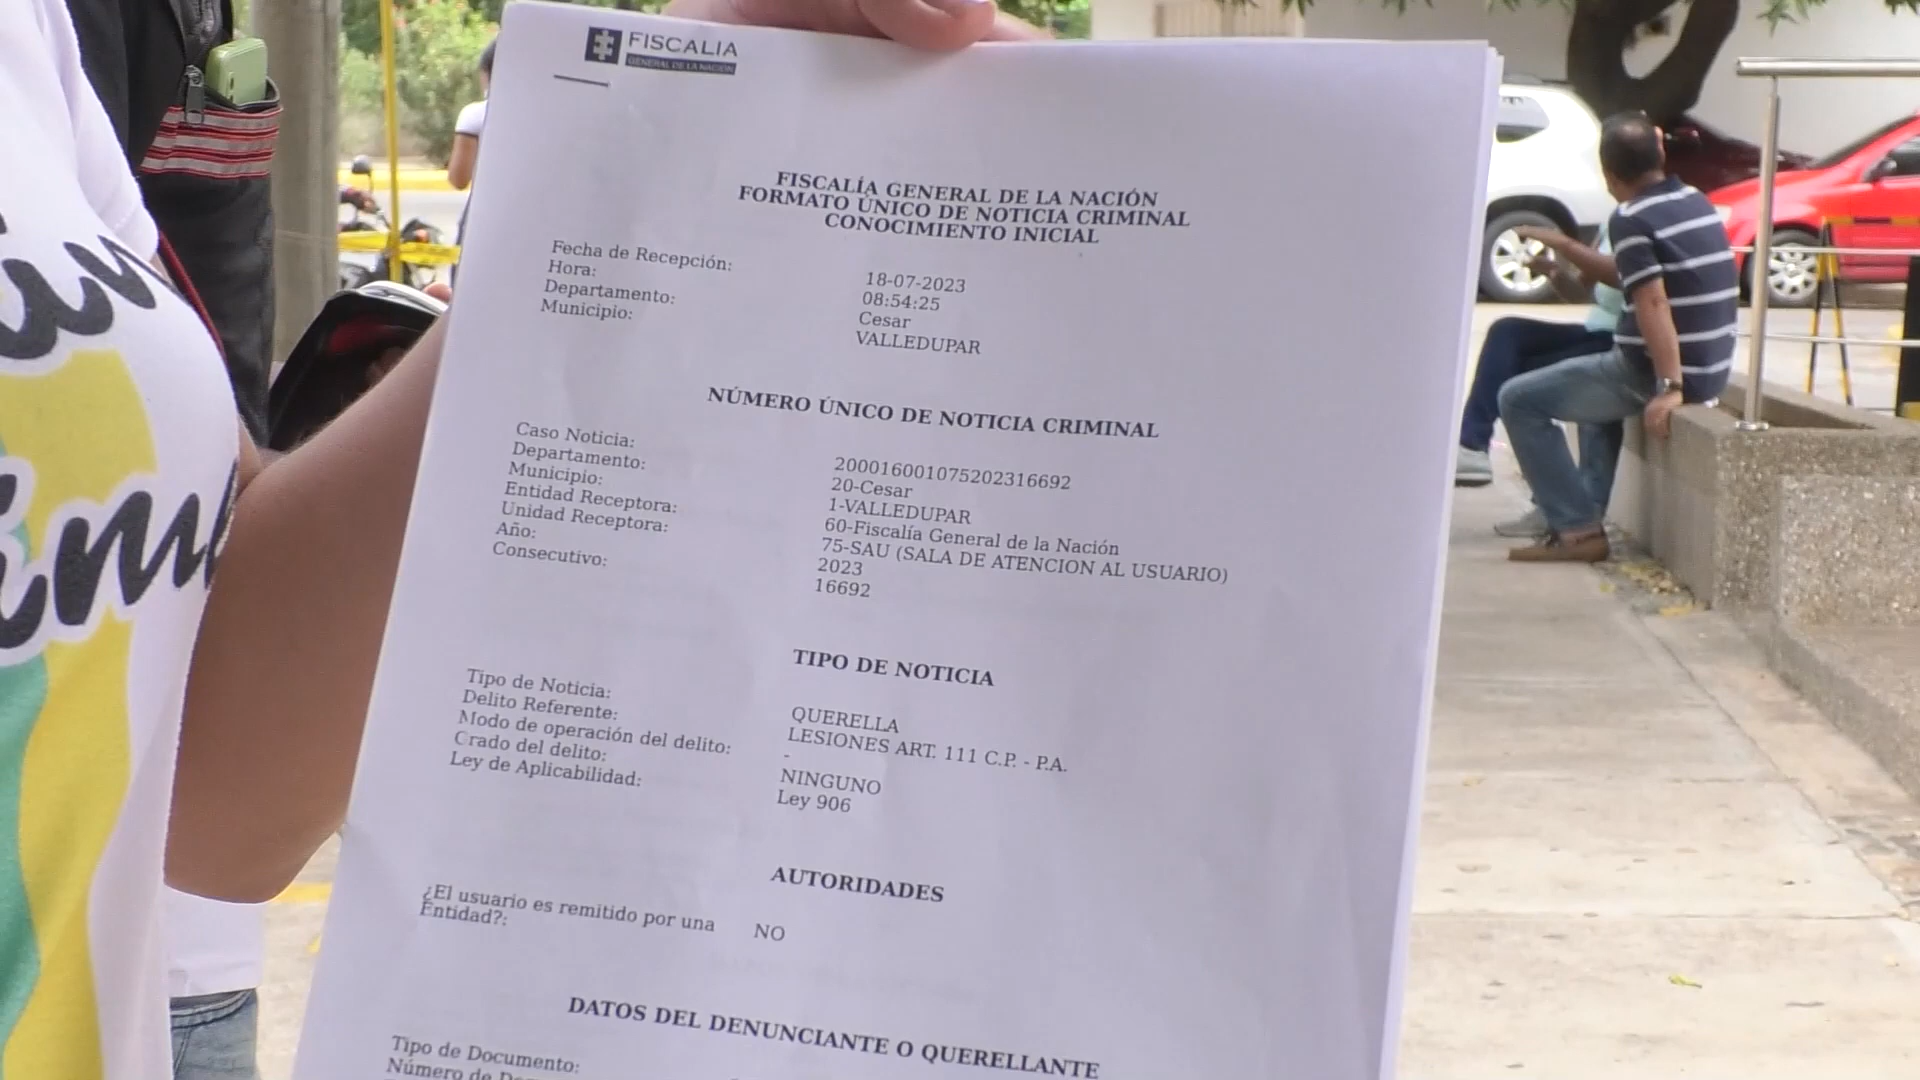 FISCALIA
GENERAL DE LA NACIÓN
FISCALÍA GENERAL DE LA NACIÓN
FORMATO ÚNICO DE NOTICIA CRIMINAL
CONOCIMIENTO INICIAL
Fecha de Recepción: 18-07-2023
Hora: 08:54:25
Departamento: Cesar
Municipio: VALLEDUPAR
NÚMERO ÚNICO DE NOTICIA CRIMINAL
Caso Noticia: 200016001075202316692
Departamento: 20-Cesar
Municipio: 1-VALLEDUPAR
Entidad Receptora: 60-Fiscalía General de la Nación
Unidad Receptora: 75-SAU (SALA DE ATENCION AL USUARIO)
Año: 2023
Consecutivo: 16692
TIPO DE NOTICIA
Tipo de Noticia: QUERELLA
Delito Referente: LESIONES ART. 111 C.P. - P.A.
Modo de operación del delito: -
Grado del delito: NINGUNO
Ley de Aplicabilidad: Ley 906
AUTORIDADES
¿El usuario es remitido por una NO
Entidad?:
DATOS DEL DENUNCIANTE O QUERELLANTE
Tipo de Documento:
Número de